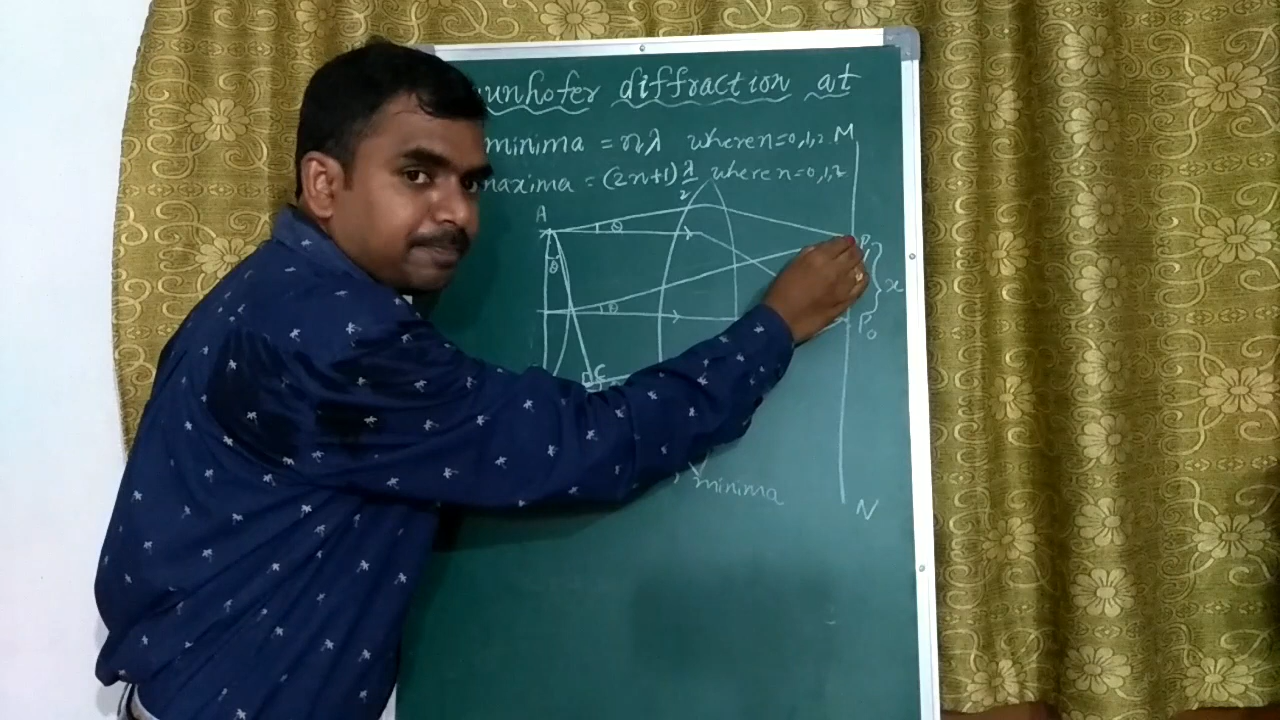 unhofer diffraction at
minima = nλ where n=0,1,2 M
maxima = (2n+1) λ/2 where n=0,1,2
A
θ
P₁
θ
x
θ
P₀
C
minima
N